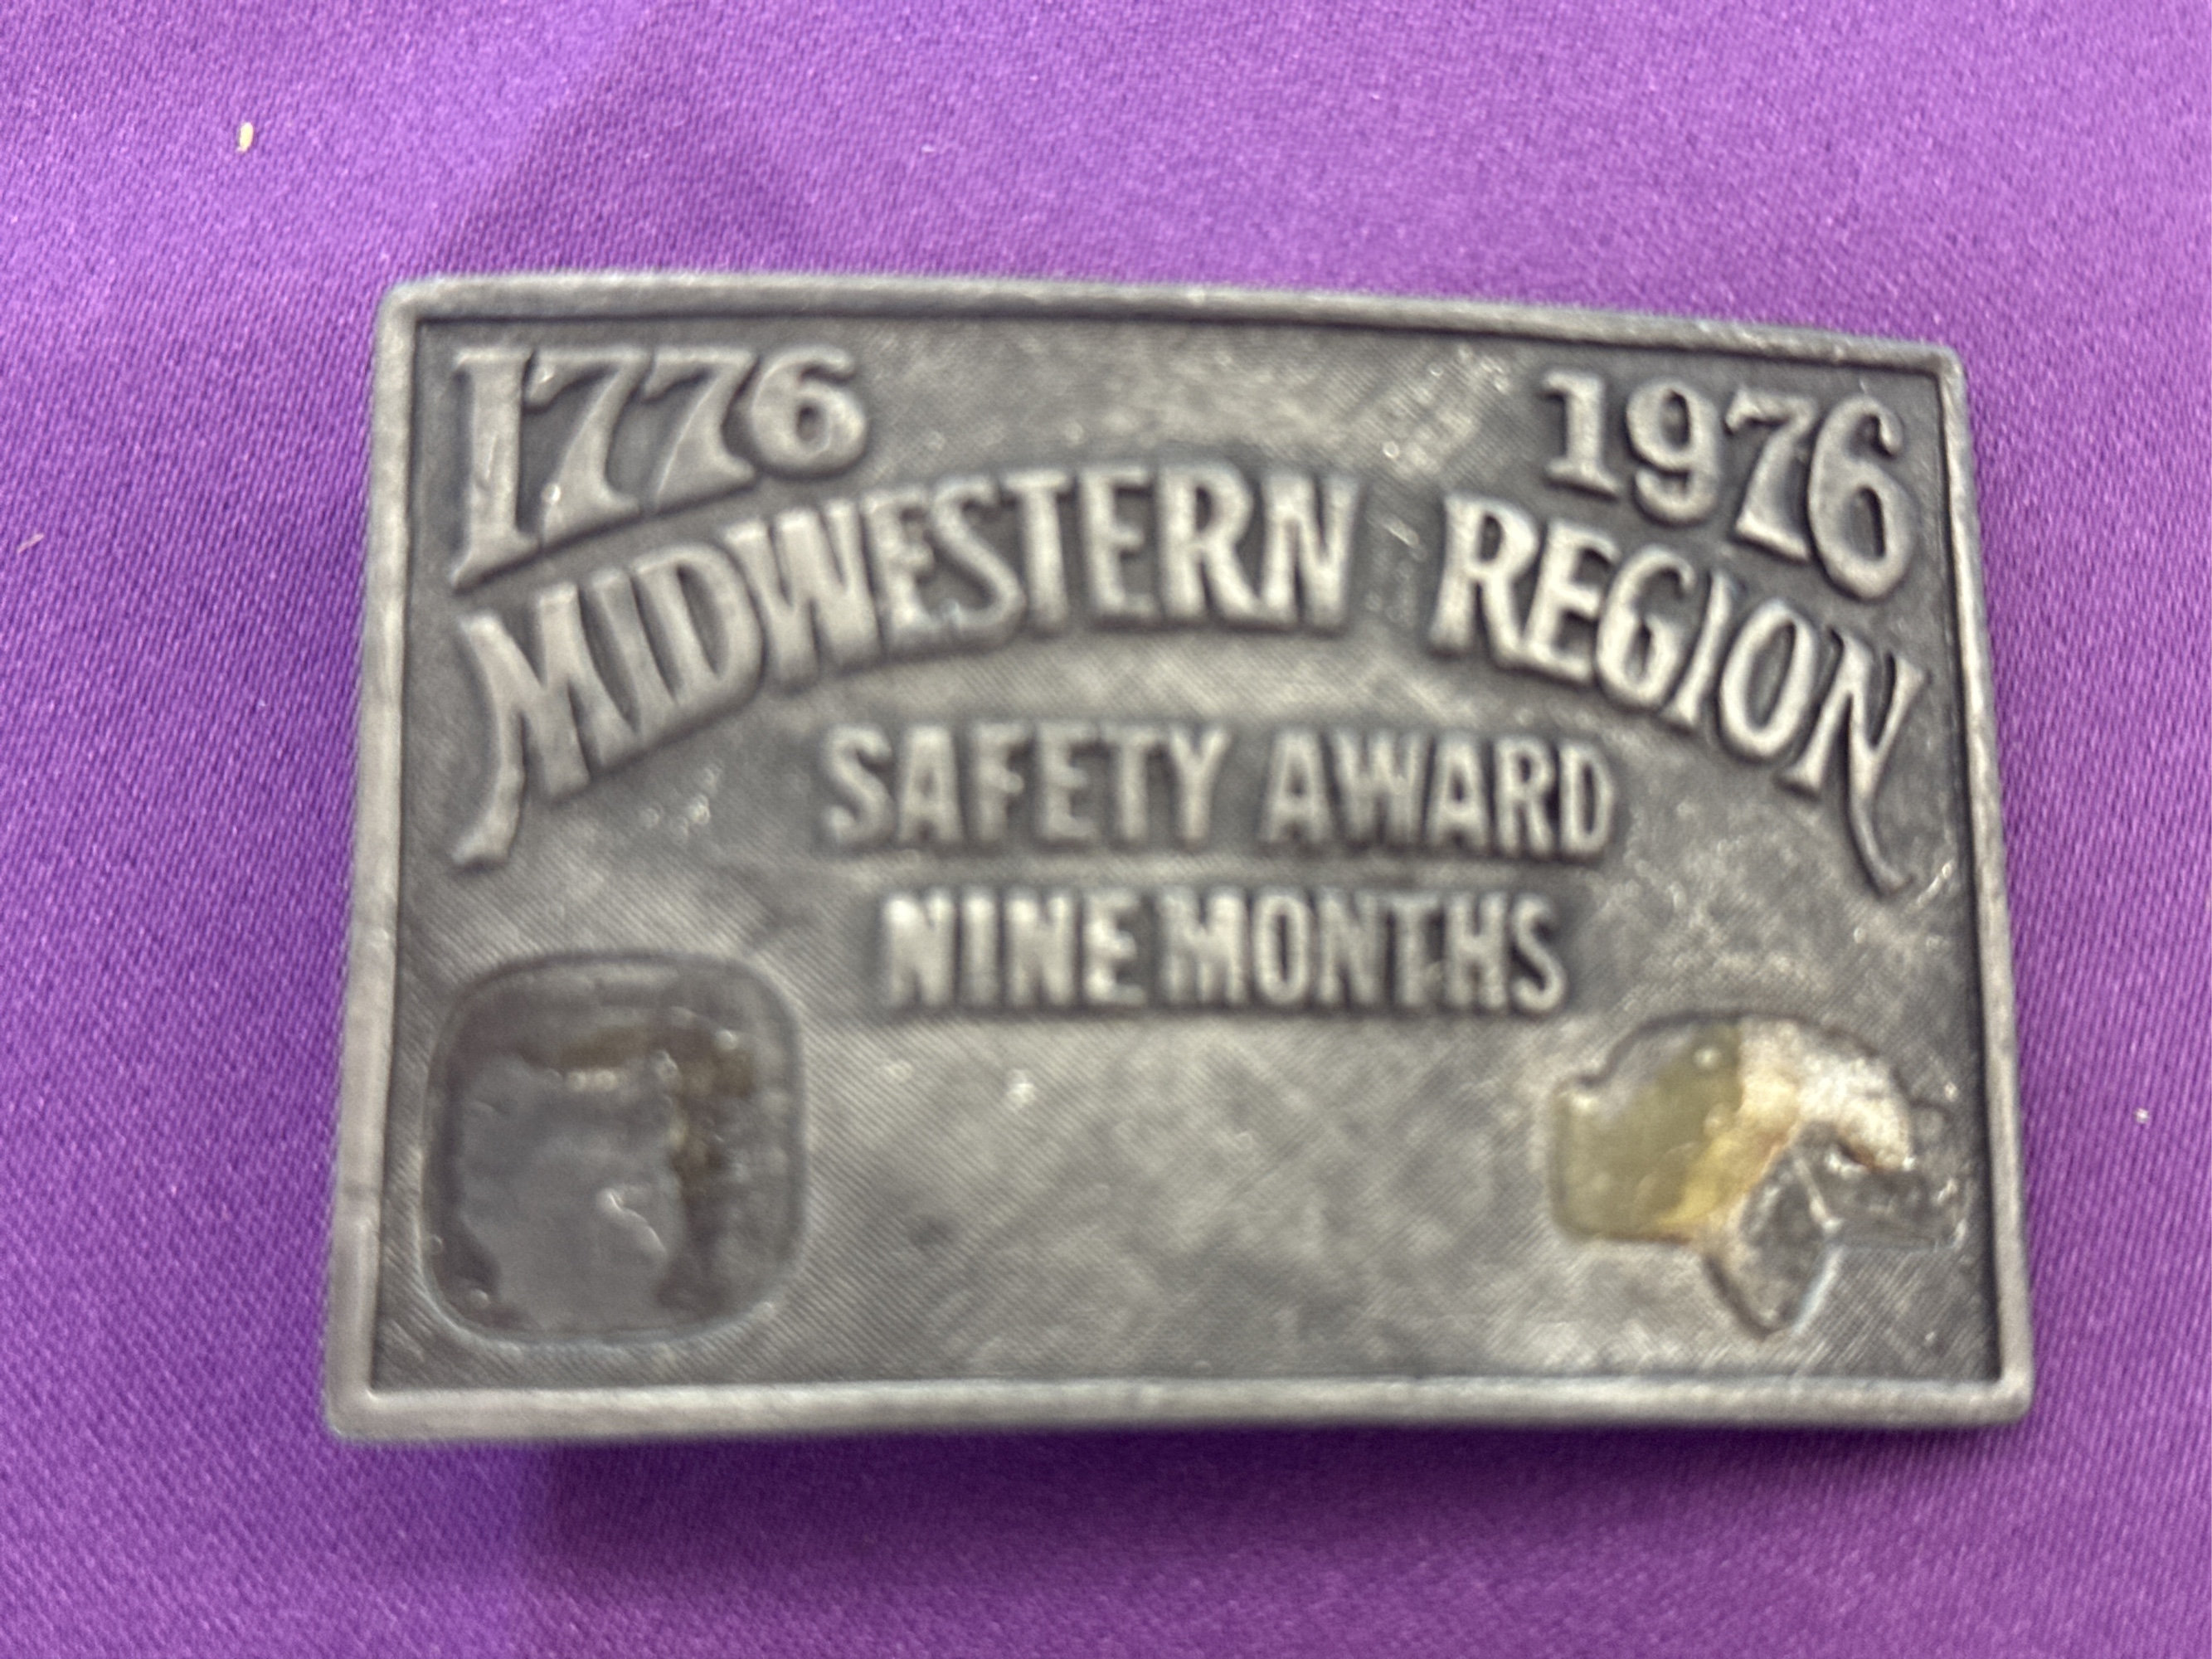 1776 1976
MIDWESTERN REGION
SAFETY AWARD
NINE MONTHS